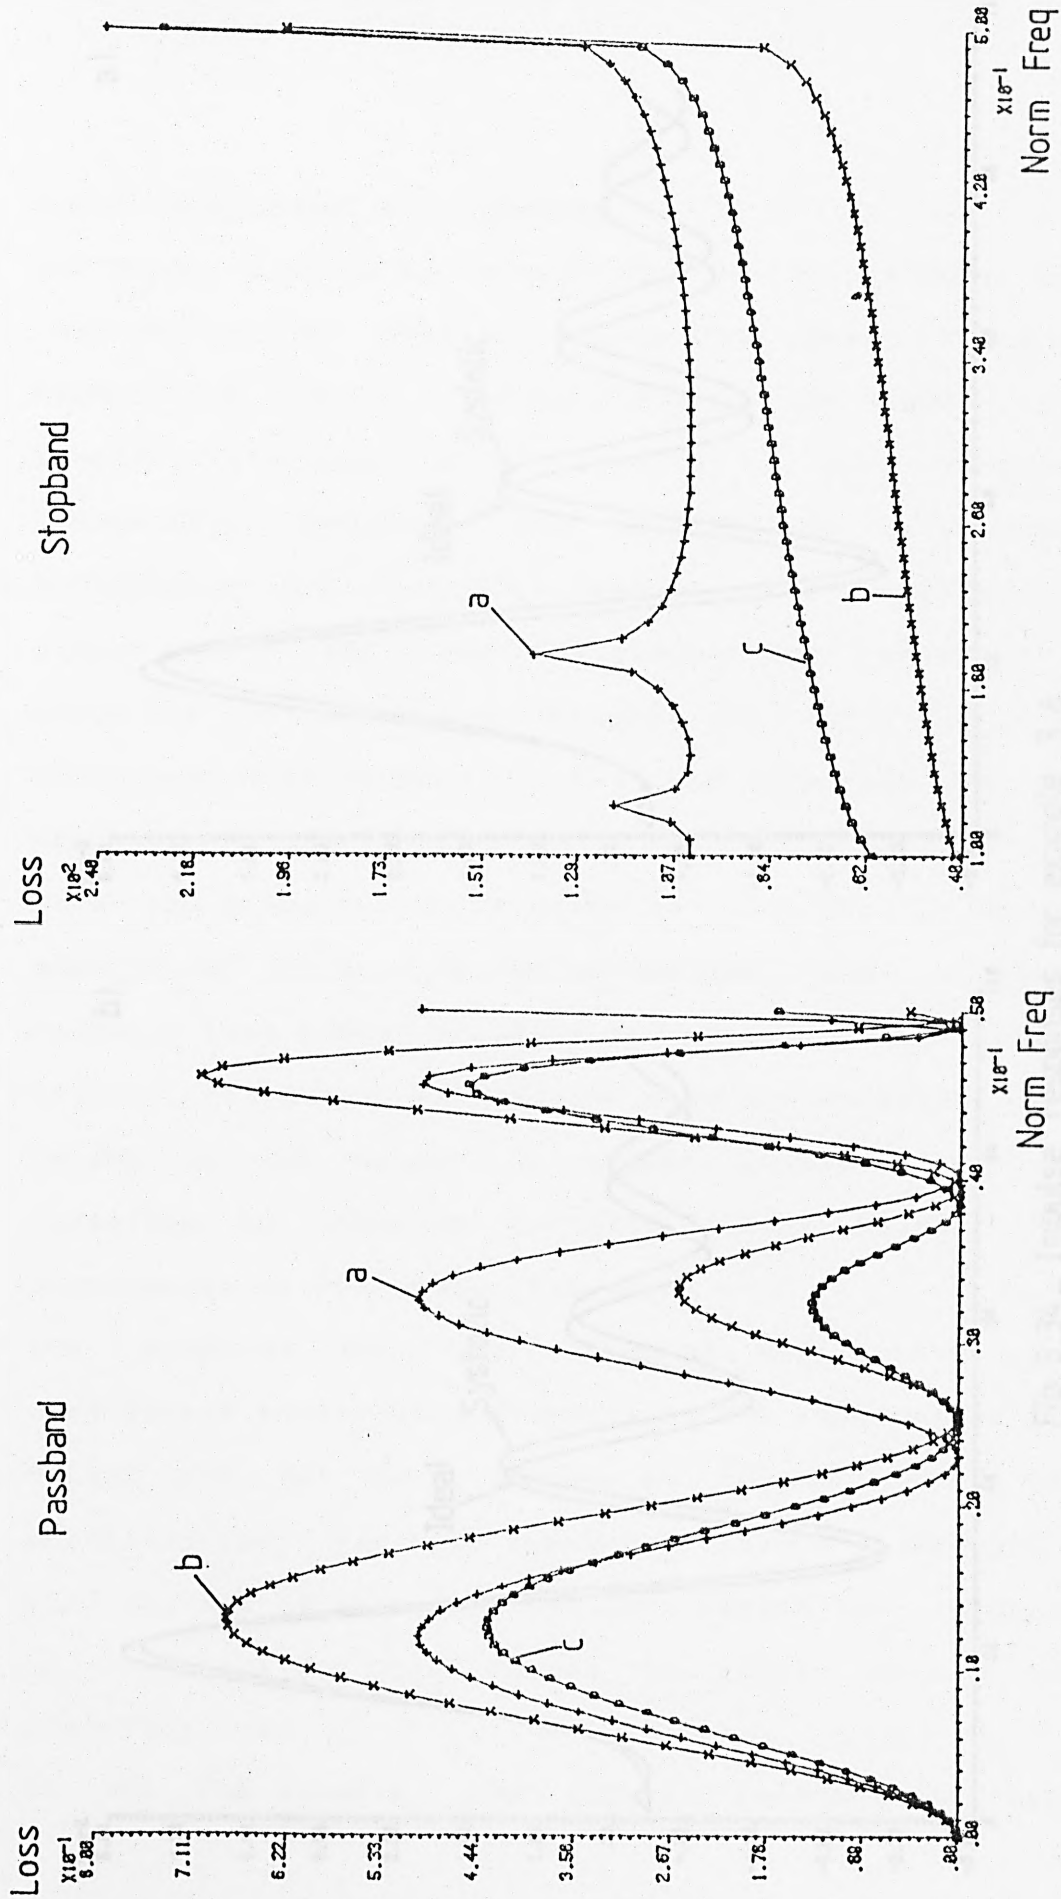 Passband
Loss
X10-1
8.00
7.11
6.22
5.33
4.44
3.56
2.67
1.78
.89
.00
.00
.10
.20
.30
.40
.50
X10-1
Norm Freq
a
b
c
Stopband
Loss
X10-2
2.40
2.18
1.96
1.73
1.51
1.29
1.07
.84
.62
.40
1.00
1.80
2.60
3.40
4.20
5.00
X10-1
Norm Freq
a
b
c